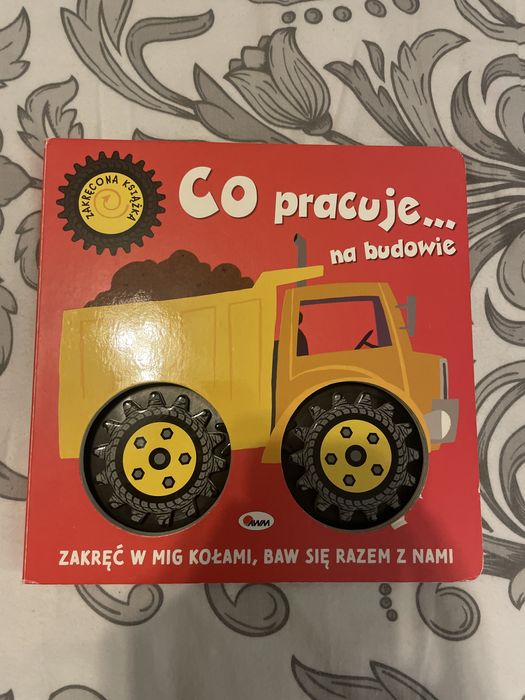 ZAKRĘCONA KSIĄŻKA
Co pracuje...
na budowie
AWM
ZAKRĘĆ W MIG KOŁAMI, BAW SIĘ RAZEM Z NAMI